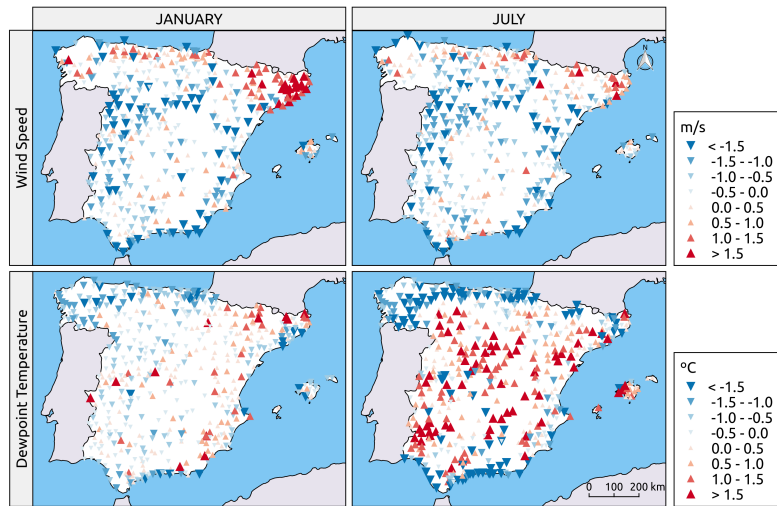 JANUARY
JULY
Wind Speed
N
m/s
< -1.5
-1.5 - -1.0
-1.0 - -0.5
-0.5 - 0.0
0.0 - 0.5
0.5 - 1.0
1.0 - 1.5
> 1.5
Dewpoint Temperature
ºC
< -1.5
-1.5 - -1.0
-1.0 - -0.5
-0.5 - 0.0
0.0 - 0.5
0.5 - 1.0
1.0 - 1.5
> 1.5
0 100 200 km